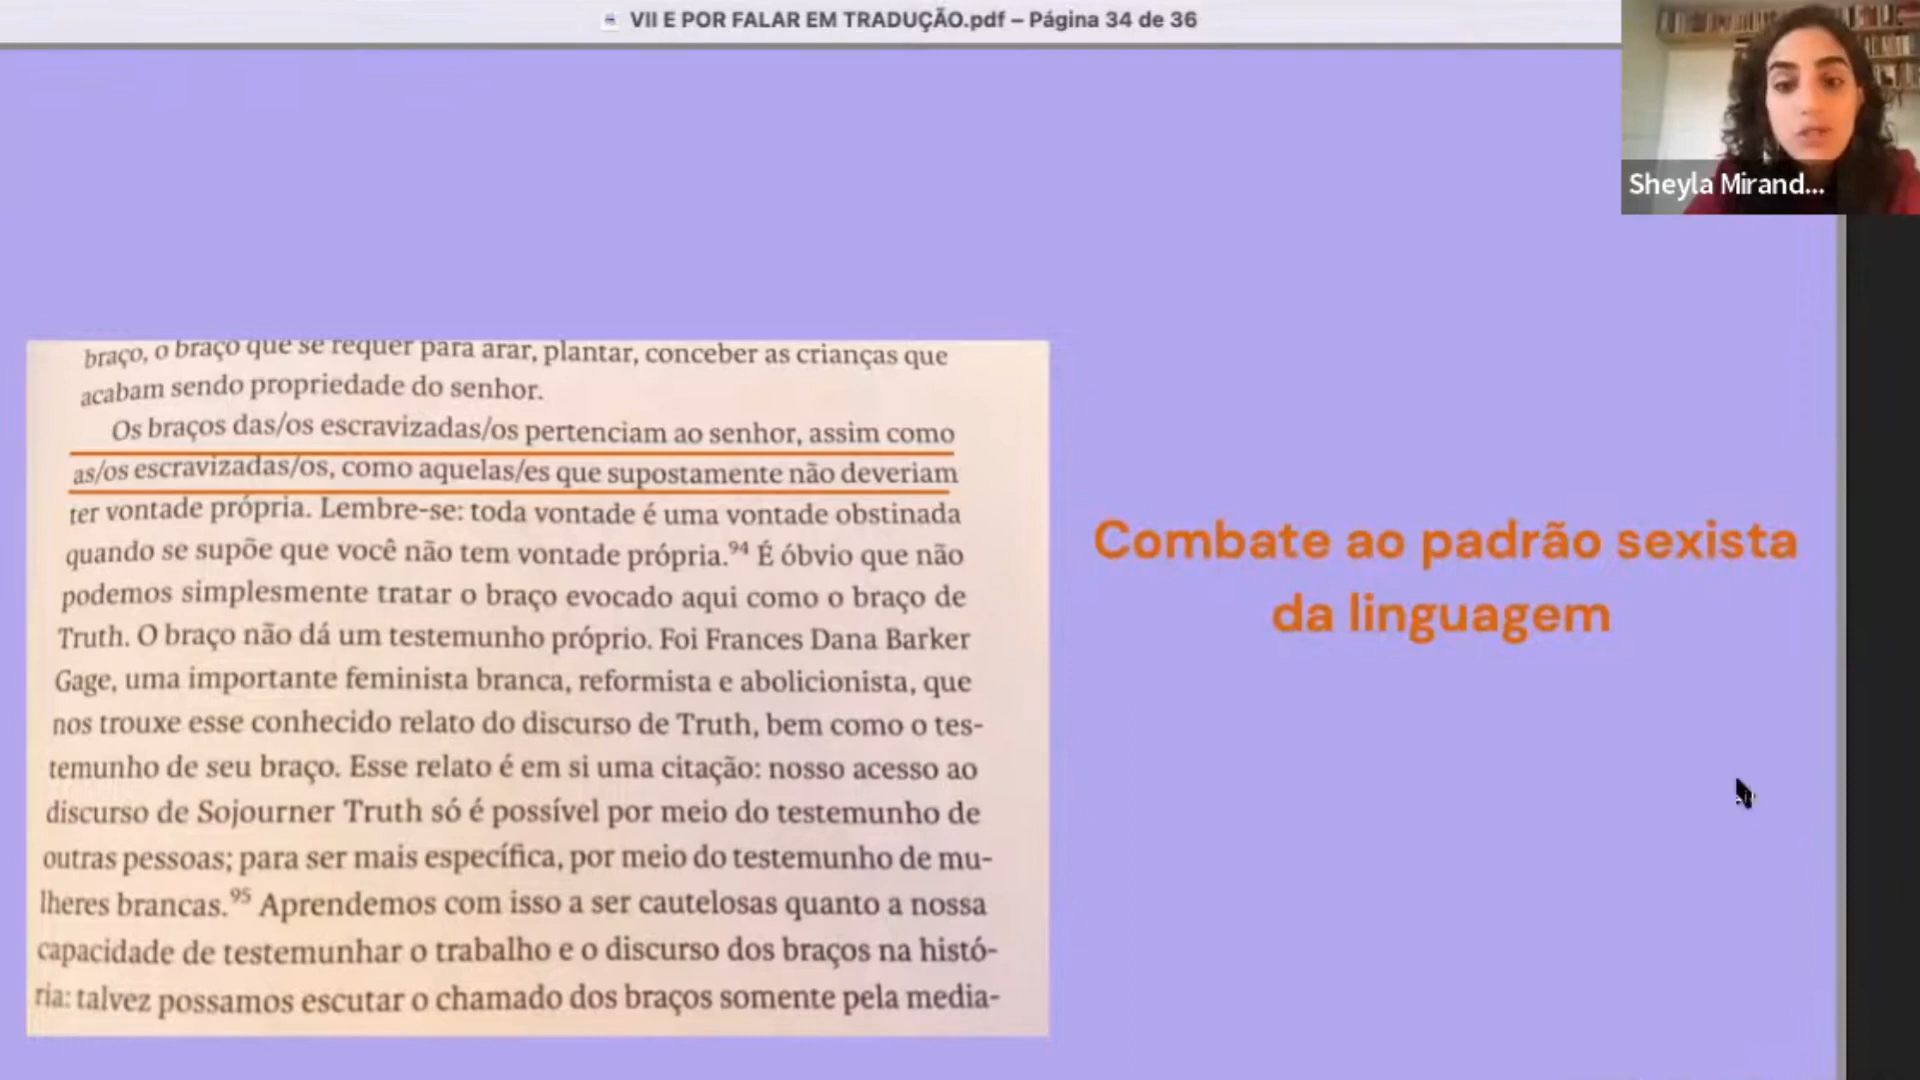 VII E POR FALAR EM TRADUÇÃO.pdf – Página 34 de 36
Sheyla Mirand...
braço, o braço que se requer para arar, plantar, conceber as crianças que
acabam sendo propriedade do senhor.
Os braços das/os escravizadas/os pertenciam ao senhor, assim como
as/os escravizadas/os, como aquelas/es que supostamente não deveriam
ter vontade própria. Lembre-se: toda vontade é uma vontade obstinada
quando se supõe que você não tem vontade própria.⁹⁴ É óbvio que não
podemos simplesmente tratar o braço evocado aqui como o braço de
Truth. O braço não dá um testemunho próprio. Foi Frances Dana Barker
Gage, uma importante feminista branca, reformista e abolicionista, que
nos trouxe esse conhecido relato do discurso de Truth, bem como o tes-
temunho de seu braço. Esse relato é em si uma citação: nosso acesso ao
discurso de Sojourner Truth só é possível por meio do testemunho de
outras pessoas; para ser mais específica, por meio do testemunho de mu-
lheres brancas.⁹⁵ Aprendemos com isso a ser cautelosas quanto a nossa
capacidade de testemunhar o trabalho e o discurso dos braços na histó-
ria: talvez possamos escutar o chamado dos braços somente pela media-
Combate ao padrão sexista
da linguagem